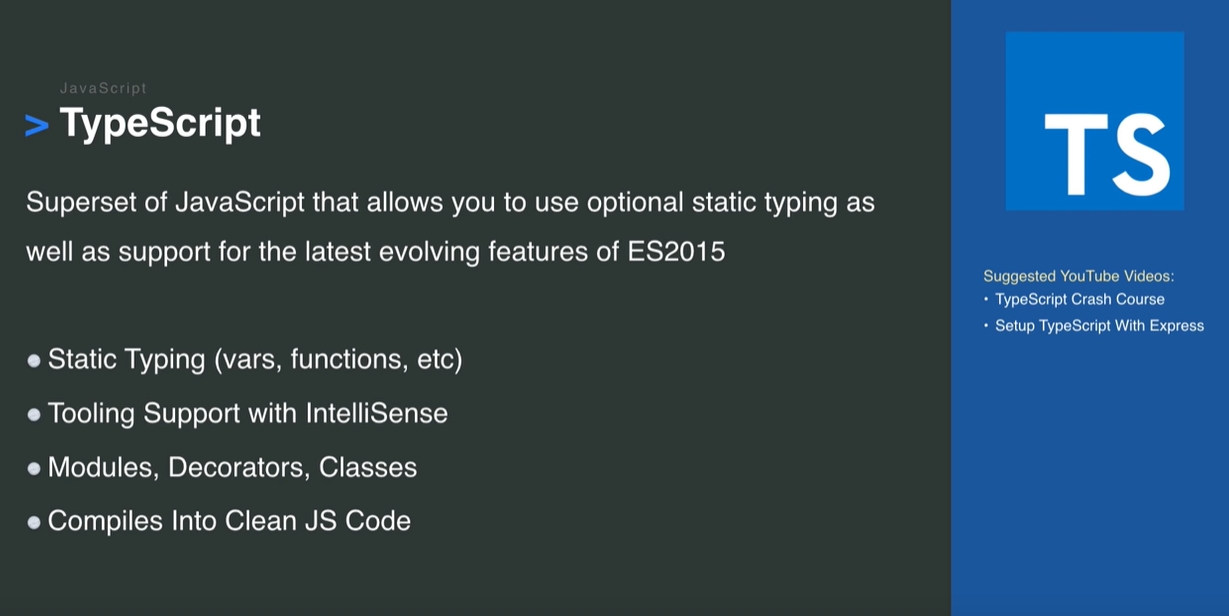 JavaScript
> TypeScript
Superset of JavaScript that allows you to use optional static typing as
well as support for the latest evolving features of ES2015
• Static Typing (vars, functions, etc)
• Tooling Support with IntelliSense
• Modules, Decorators, Classes
• Compiles Into Clean JS Code
TS
Suggested YouTube Videos:
• TypeScript Crash Course
• Setup TypeScript With Express